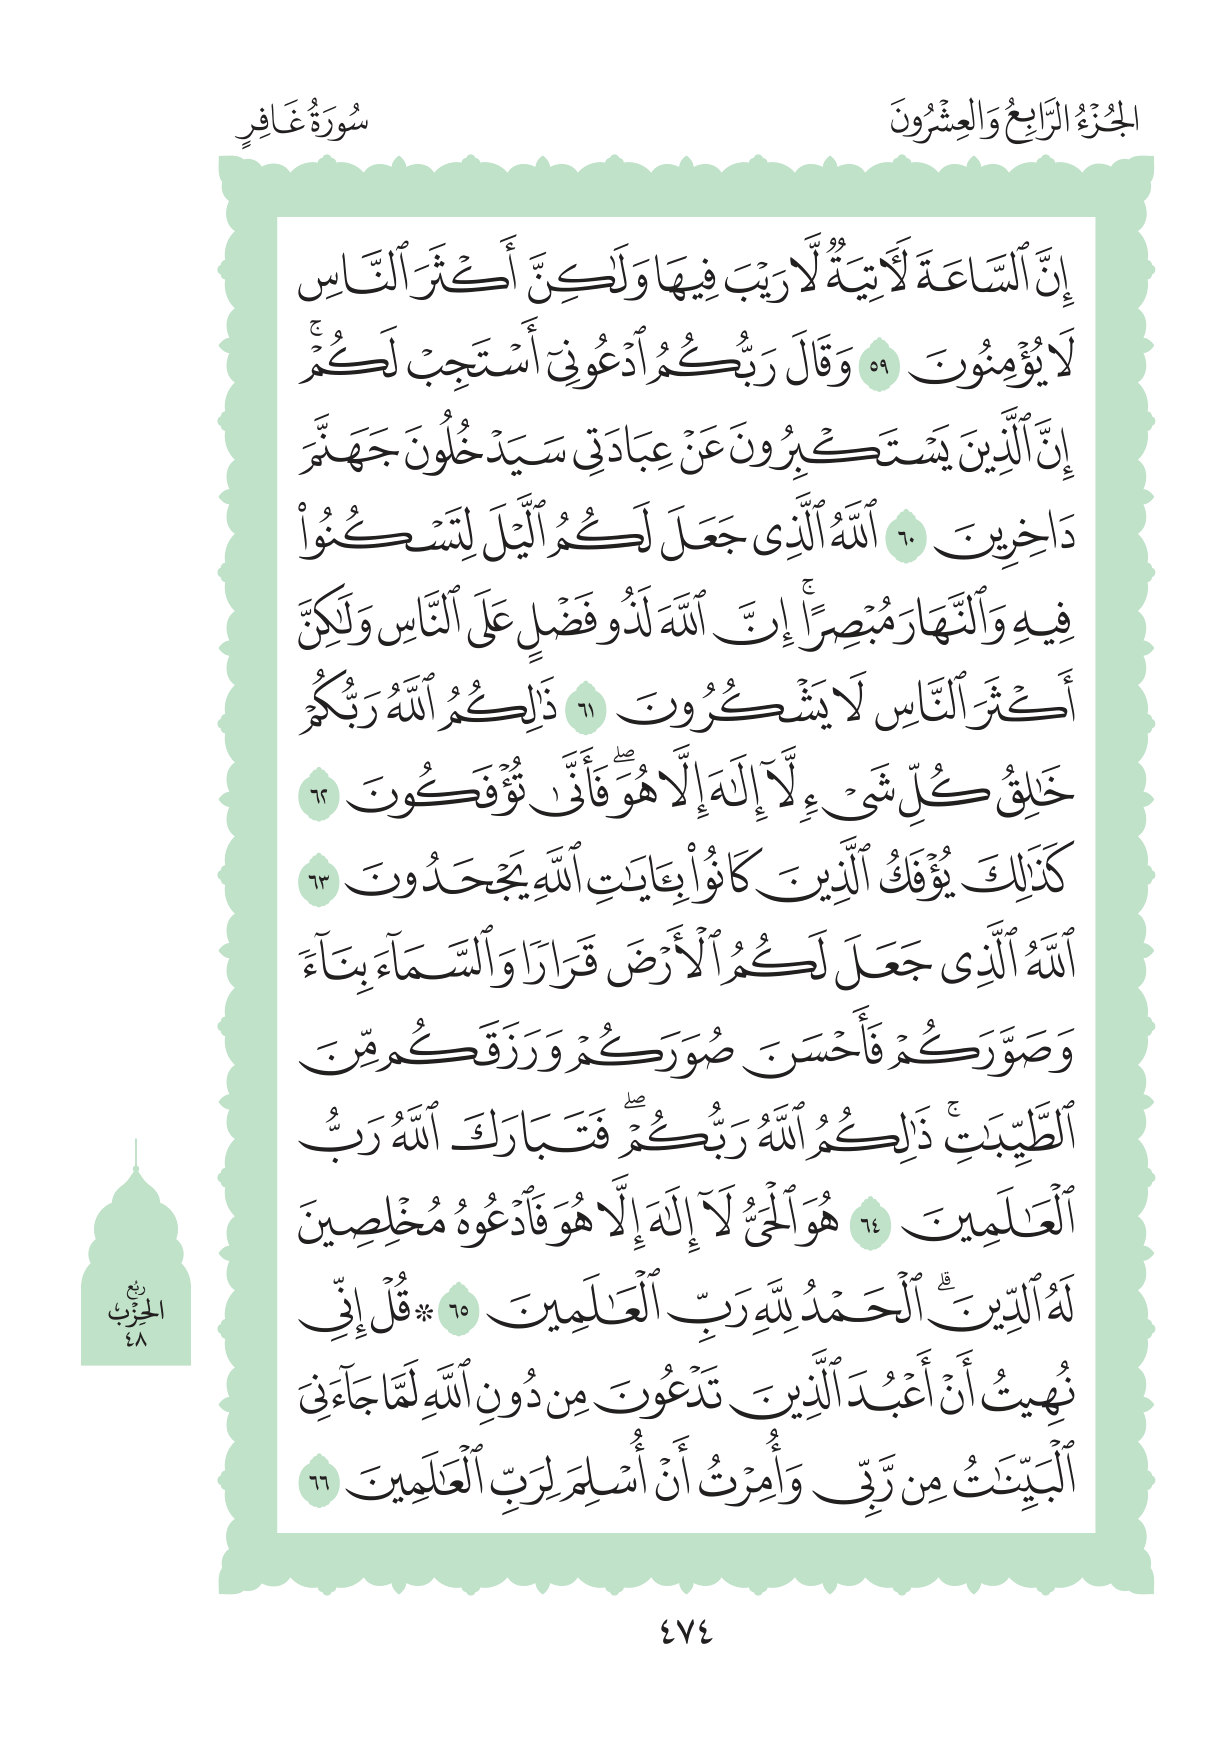 الجُزْءُ الرَّابِعُ وَالعِشْرُونَ
سُورَةُ غَافِرٍ
إِنَّ ٱلسَّاعَةَ لَأٓتِيَةٌ لَّا رَيْبَ فِيهَا وَلَٰكِنَّ أَكْثَرَ ٱلنَّاسِ
لَا يُؤْمِنُونَ ٥٩ وَقَالَ رَبُّكُمُ ٱدْعُونِىٓ أَسْتَجِبْ لَكُمْ ۚ
إِنَّ ٱلَّذِينَ يَسْتَكْبِرُونَ عَنْ عِبَادَتِى سَيَدْخُلُونَ جَهَنَّمَ
دَاخِرِينَ ٦٠ ٱللَّهُ ٱلَّذِى جَعَلَ لَكُمُ ٱلَّيْلَ لِتَسْكُنُوا۟
فِيهِ وَٱلنَّهَارَ مُبْصِرًا ۚ إِنَّ ٱللَّهَ لَذُو فَضْلٍ عَلَى ٱلنَّاسِ وَلَٰكِنَّ
أَكْثَرَ ٱلنَّاسِ لَا يَشْكُرُونَ ٦١ ذَٰلِكُمُ ٱللَّهُ رَبُّكُمْ
خَٰلِقُ كُلِّ شَىْءٍ لَّآ إِلَٰهَ إِلَّا هُوَ ۖ فَأَنَّىٰ تُؤْفَكُونَ ٦٢
كَذَٰلِكَ يُؤْفَكُ ٱلَّذِينَ كَانُوا۟ بِـَٔايَٰتِ ٱللَّهِ يَجْحَدُونَ ٦٣
ٱللَّهُ ٱلَّذِى جَعَلَ لَكُمُ ٱلْأَرْضَ قَرَارًا وَٱلسَّمَآءَ بِنَآءً
وَصَوَّرَكُمْ فَأَحْسَنَ صُوَرَكُمْ وَرَزَقَكُم مِّنَ
ٱلطَّيِّبَٰتِ ۚ ذَٰلِكُمُ ٱللَّهُ رَبُّكُمْ ۖ فَتَبَارَكَ ٱللَّهُ رَبُّ
ٱلْعَٰلَمِينَ ٦٤ هُوَ ٱلْحَىُّ لَآ إِلَٰهَ إِلَّا هُوَ فَٱدْعُوهُ مُخْلِصِينَ
لَهُ ٱلدِّينَ ۗ ٱلْحَمْدُ لِلَّهِ رَبِّ ٱلْعَٰلَمِينَ ٦٥ ۞ قُلْ إِنِّى
نُهِيتُ أَنْ أَعْبُدَ ٱلَّذِينَ تَدْعُونَ مِن دُونِ ٱللَّهِ لَمَّا جَآءَنِىَ
ٱلْبَيِّنَٰتُ مِن رَّبِّى وَأُمِرْتُ أَنْ أُسْلِمَ لِرَبِّ ٱلْعَٰلَمِينَ ٦٦
ربع
الحِزْب
٤٨
٤٧٤